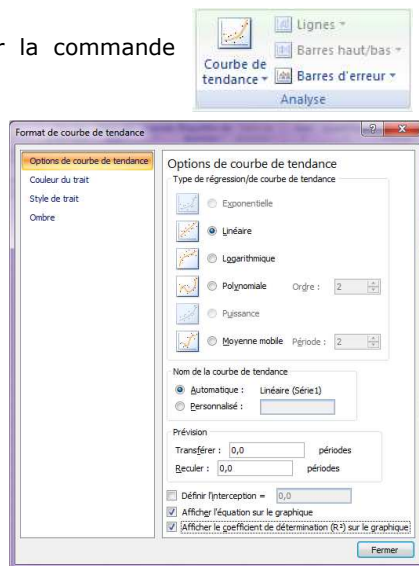 r la commande
Lignes
Barres haut/bas
Courbe de
tendance
Barres d'erreur
Analyse
Format de courbe de tendance
Options de courbe de tendance
Couleur du trait
Style de trait
Ombre
Options de courbe de tendance
Type de régression/de courbe de tendance
Exponentielle
Linéaire
Logarithmique
Polynomiale Ordre : 2
Puissance
Moyenne mobile Période : 2
Nom de la courbe de tendance
Automatique : Linéaire (Série1)
Personnalisé :
Prévision
Transférer : 0,0 périodes
Reculer : 0,0 périodes
Définir l'interception = 0,0
Afficher l'équation sur le graphique
Afficher le coefficient de détermination (R²) sur le graphique
Fermer